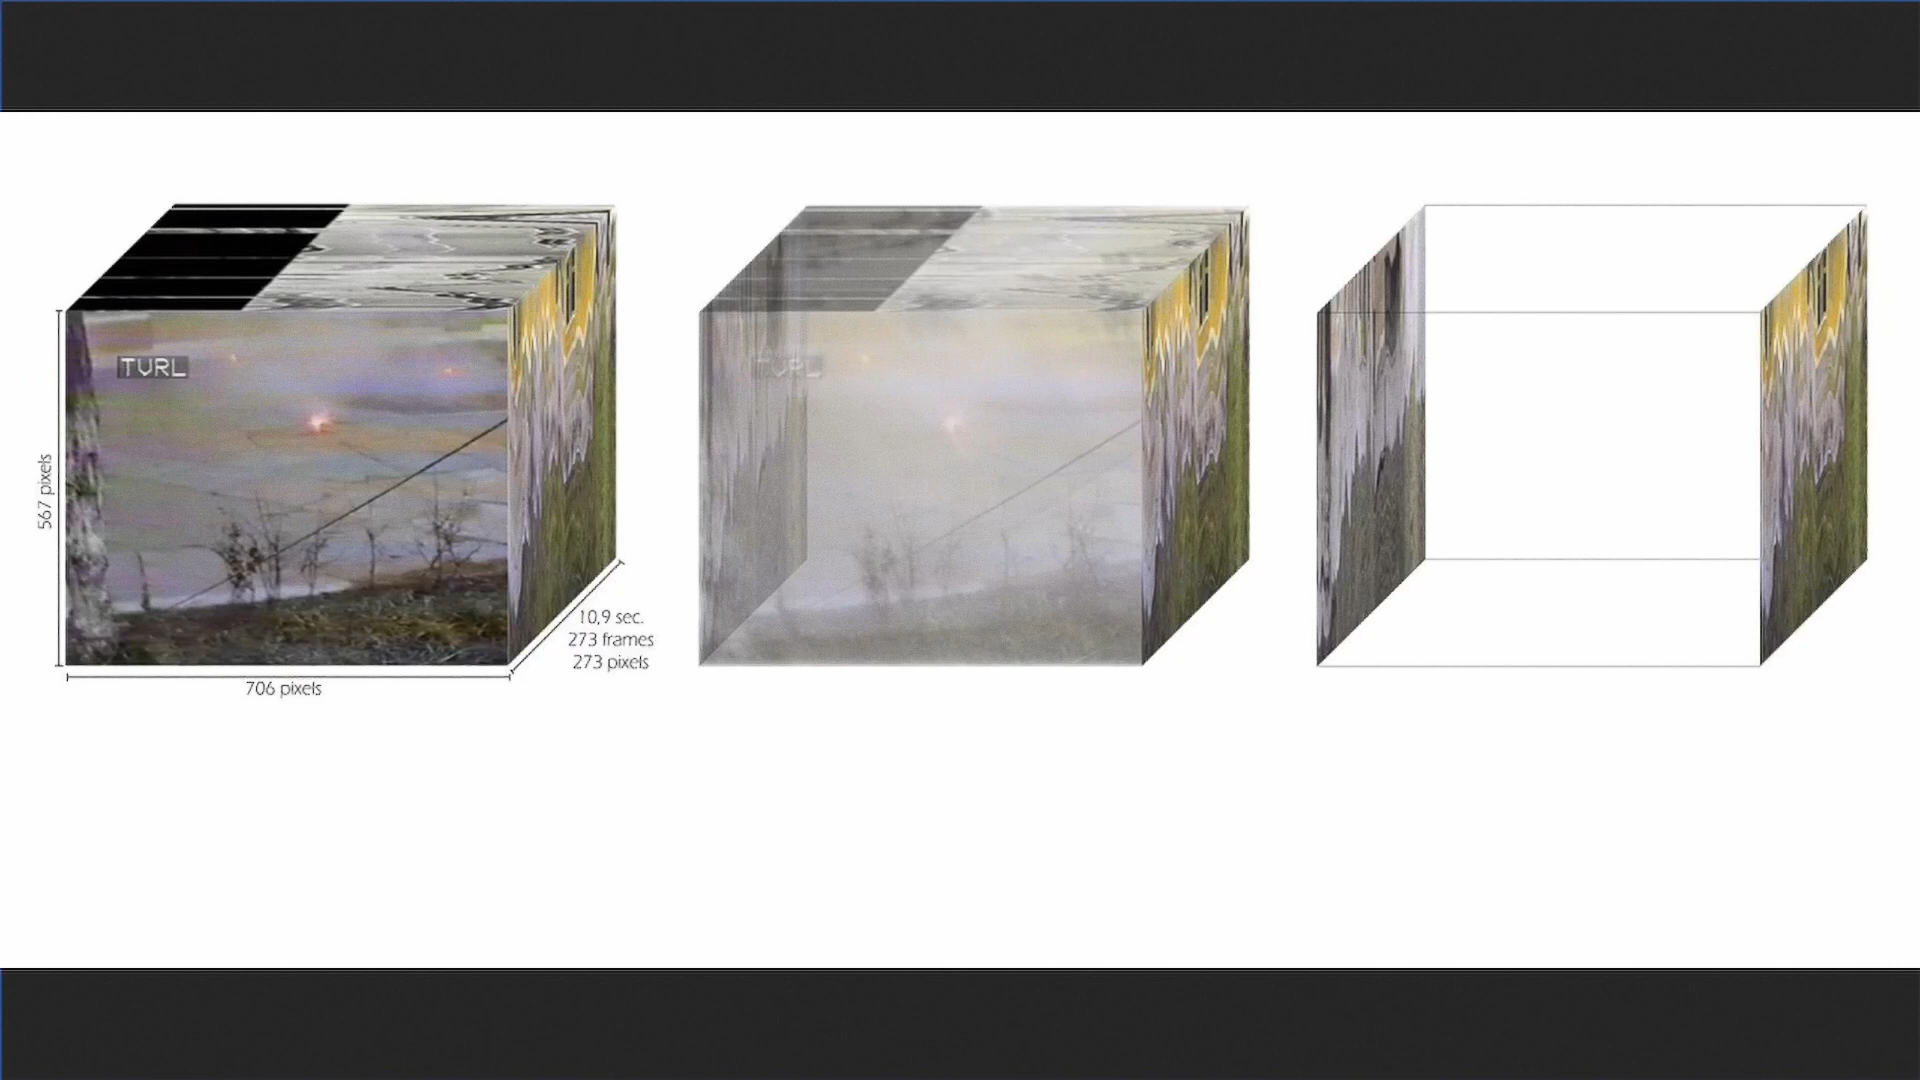 TVRL
567 pixels
10,9 sec.
273 frames
273 pixels
706 pixels